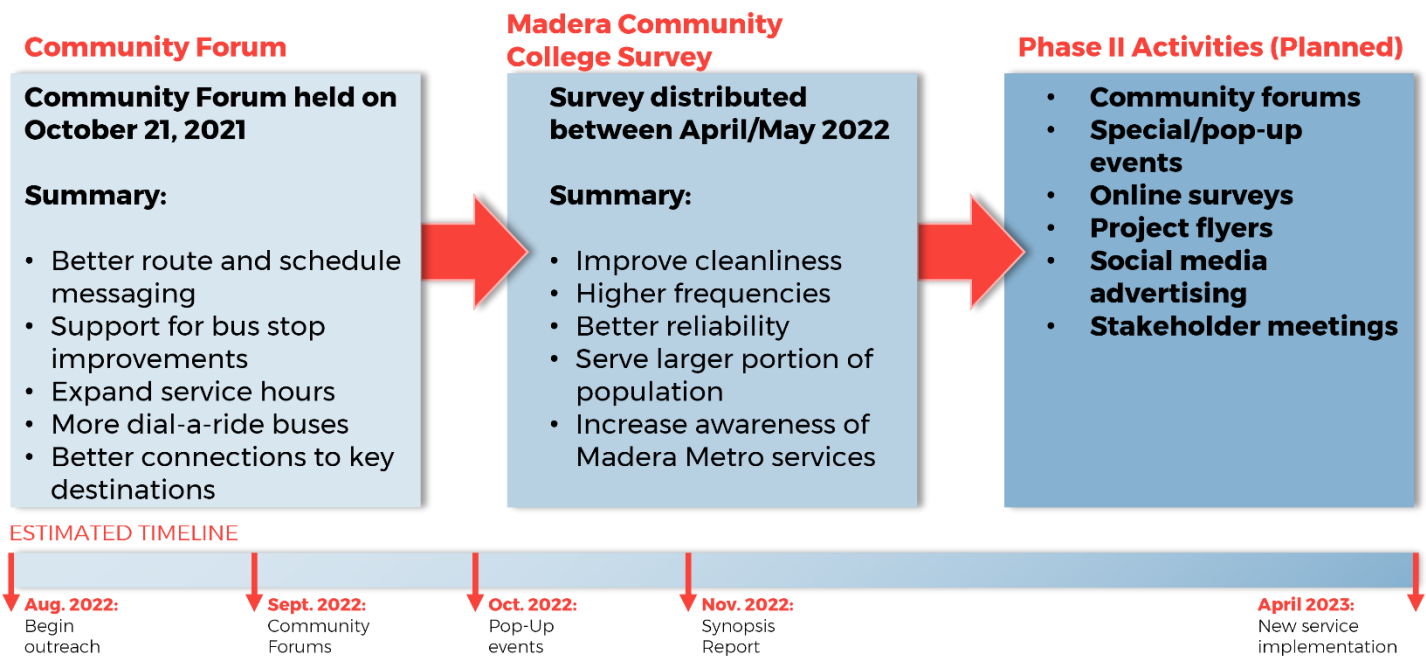 Community Forum
Community Forum held on
October 21, 2021
Summary:
• Better route and schedule
messaging
• Support for bus stop
improvements
• Expand service hours
• More dial-a-ride buses
• Better connections to key
destinations
Madera Community
College Survey
Survey distributed
between April/May 2022
Summary:
• Improve cleanliness
• Higher frequencies
• Better reliability
• Serve larger portion of
population
• Increase awareness of
Madera Metro services
Phase II Activities (Planned)
• Community forums
• Special/pop-up
events
• Online surveys
• Project flyers
• Social media
advertising
• Stakeholder meetings
ESTIMATED TIMELINE
Aug. 2022:
Begin
outreach
Sept. 2022:
Community
Forums
Oct. 2022:
Pop-Up
events
Nov. 2022:
Synopsis
Report
April 2023:
New service
implementation